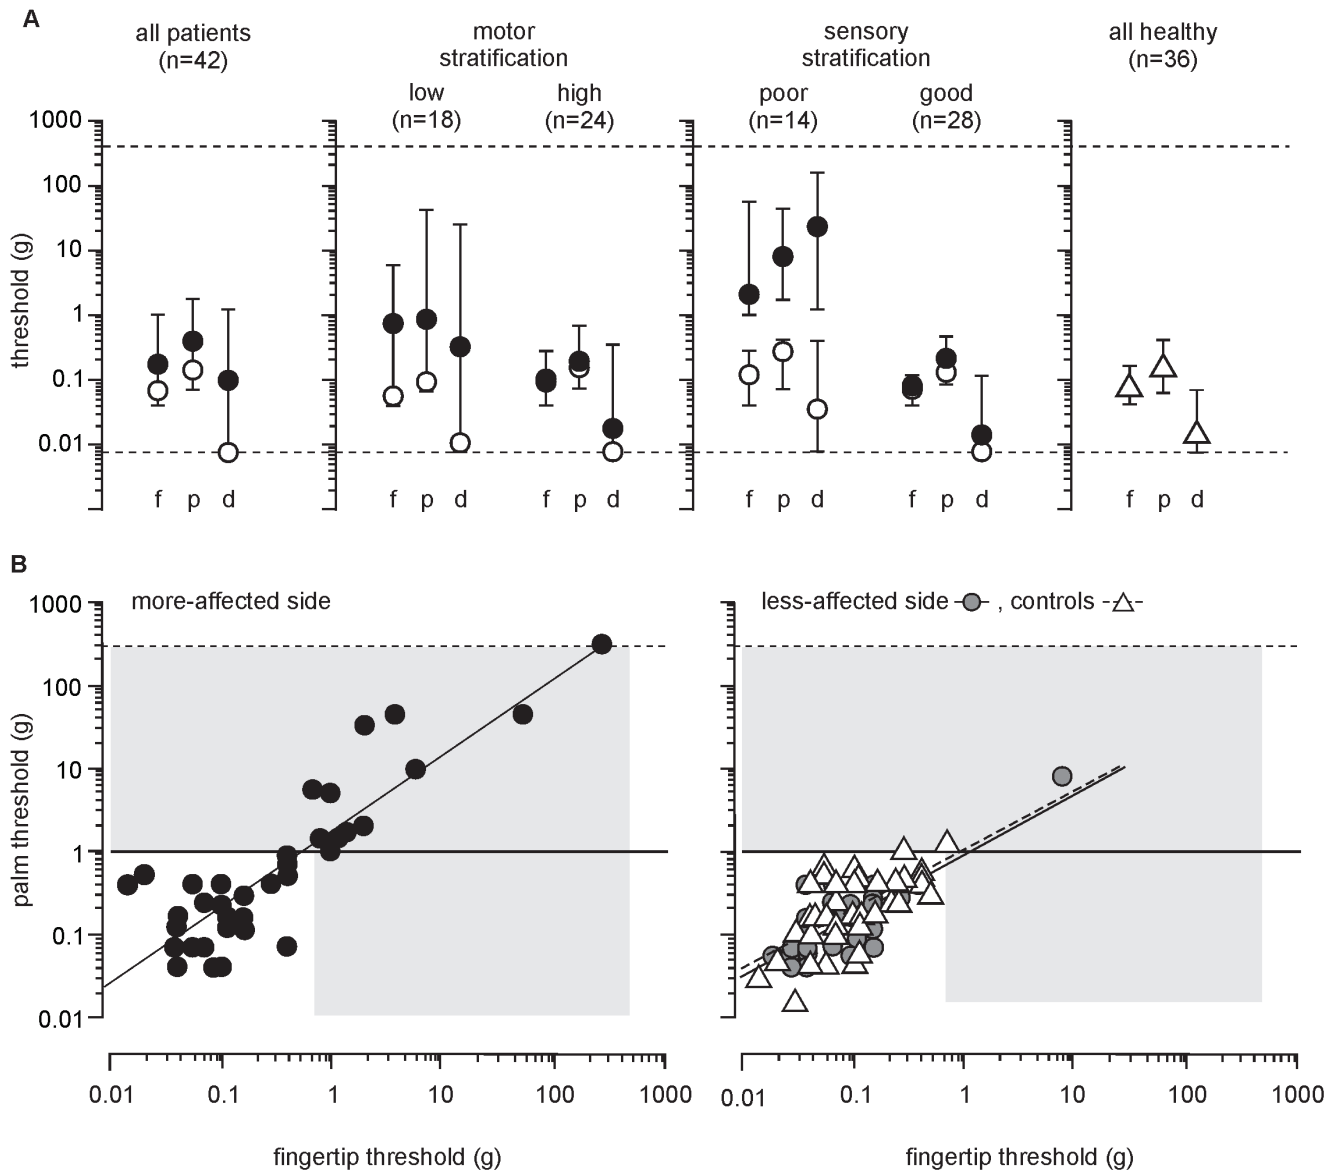 A
all patients
(n=42)
motor
stratification
low
(n=18)
high
(n=24)
sensory
stratification
poor
(n=14)
good
(n=28)
all healthy
(n=36)
threshold (g)
1000
100
10
1
0.1
0.01
f p d
f p d
f p d
f p d
f p d
f p d
B
more-affected side
palm threshold (g)
1000
100
10
1
0.1
0.01
0.01 0.1 1 10 100 1000
fingertip threshold (g)
less-affected side , controls
0.01 0.1 1 10 100 1000
fingertip threshold (g)